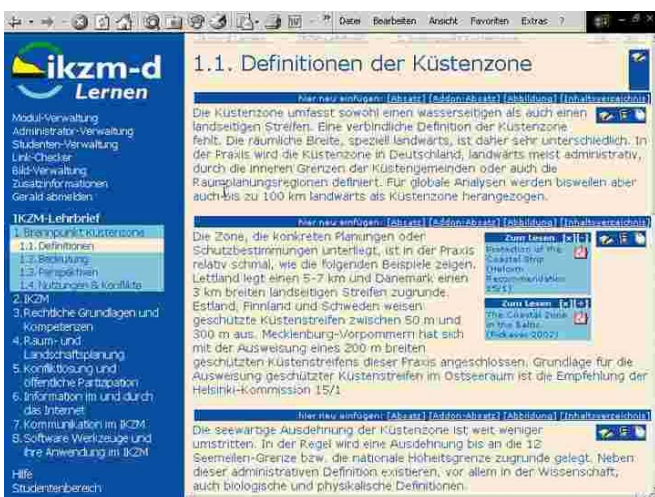 Datei Bearbeiten Ansicht Favoriten Extras ?
ikzm-d
Lernen
Modul-Verwaltung
Administrator-Verwaltung
Studenten-Verwaltung
Link-Checker
Bild-Verwaltung
Zusatzinformationen
Gerald abmelden
IKZM-Lehrbrief
1. Brennpunkt Küstenzone
1.1. Definitionen
1.2. Bedeutung
1.3. Perspektiven
1.4. Nutzungen & Konflikte
2. IKZM
3. Rechtliche Grundlagen und
Kompetenzen
4. Raum- und
Landschaftsplanung
5. Konfliktlösung und
öffentliche Partizipation
6. Information im und durch
das Internet
7. Kommunikation im IKZM
8. Software Werkzeuge und
ihre Anwendung im IKZM
Hilfe
Studentenbereich
1.1. Definitionen der Küstenzone
hier neu einfügen: [Absatz] [Addon-Absatz] [Abbildung] [Inhaltsverzeichnis]
Die Küstenzone umfasst sowohl einen wasserseitigen als auch einen
landseitigen Streifen. Eine verbindliche Definition der Küstenzone
fehlt. Die räumliche Breite, speziell landwärts, ist daher sehr unterschiedlich. In
der Praxis wird die Küstenzone in Deutschland, landwärts meist administrativ,
durch die inneren Grenzen der Küstengemeinden oder auch die
Raumplanungsregionen definiert. Für globale Analysen werden bisweilen aber
auch bis zu 100 km landwärts als Küstenzone herangezogen.
hier neu einfügen: [Absatz] [Addon-Absatz] [Abbildung] [Inhaltsverzeichnis]
Die Zone, die konkreten Planungen oder
Schutzbestimmungen unterliegt, ist in der Praxis
relativ schmal, wie die folgenden Beispiele zeigen.
Lettland legt einen 5-7 km und Dänemark einen
3 km breiten landseitigen Streifen zugrunde.
Estland, Finnland und Schweden weisen
geschützte Küstenstreifen zwischen 50 m und
300 m aus. Mecklenburg-Vorpommern hat sich
mit der Ausweisung eines 200 m breiten
geschützten Küstenstreifens dieser Praxis angeschlossen. Grundlage für die
Ausweisung geschützter Küstenstreifen im Ostseeraum ist die Empfehlung der
Helsinki-Kommission 15/1
Zum Lesen [x][+]
Protection of the
Coastal Strip
(Helcom
Recommendation
15/1)
Zum Lesen [x][+]
The Coastal Zone
in the Baltic
(Pickaver 2002)
hier neu einfügen: [Absatz] [Addon-Absatz] [Abbildung] [Inhaltsverzeichnis]
Die seewärtige Ausdehnung der Küstenzone ist weit weniger
umstritten. In der Regel wird eine Ausdehnung bis an die 12
Seemeilen-Grenze bzw. die nationale Hoheitsgrenze zugrunde gelegt. Neben
dieser administrativen Definition existieren, vor allem in der Wissenschaft,
auch biologische und physikalische Definitionen.